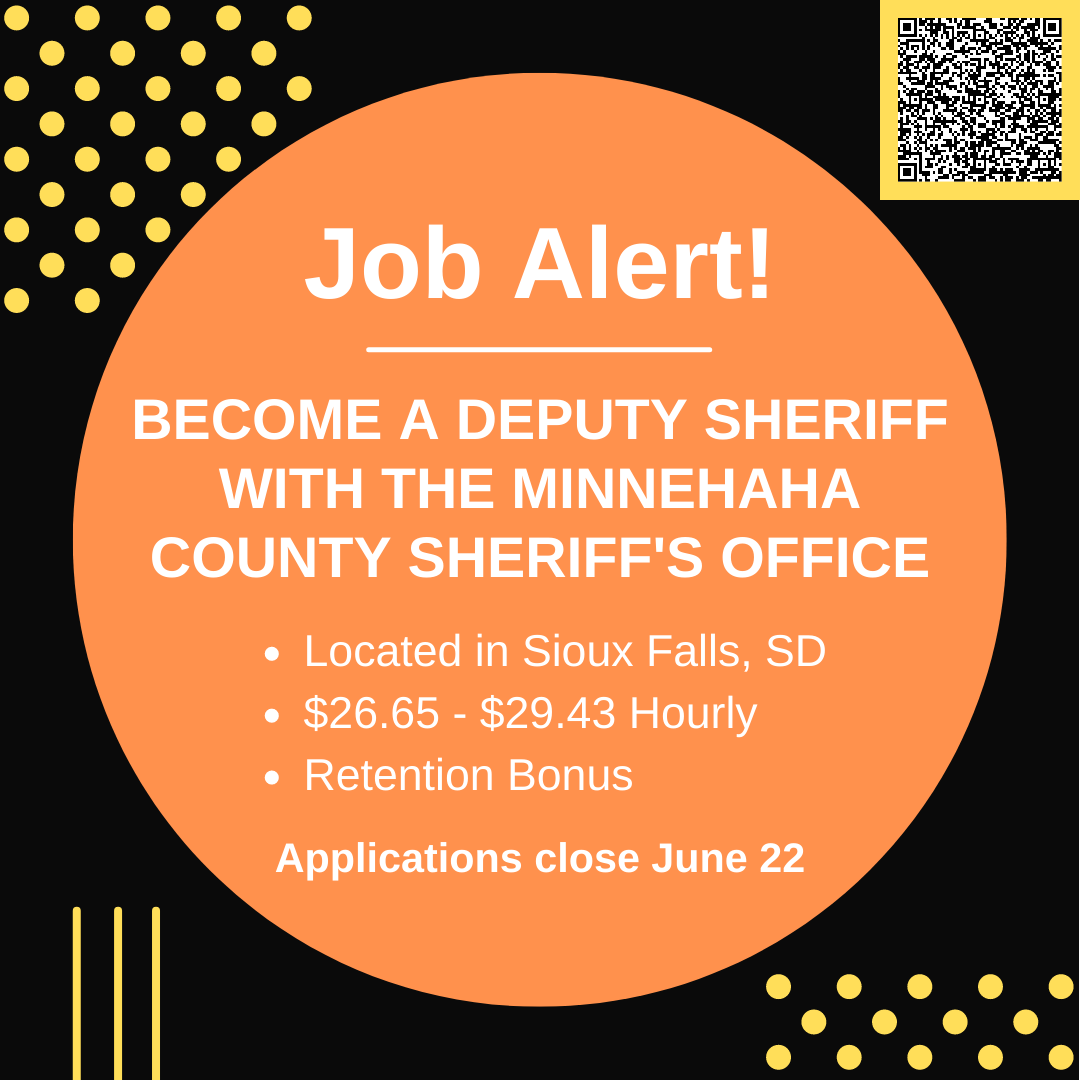 Job Alert!
BECOME A DEPUTY SHERIFF
WITH THE MINNEHAHA
COUNTY SHERIFF'S OFFICE
• Located in Sioux Falls, SD
• $26.65 - $29.43 Hourly
• Retention Bonus
Applications close June 22